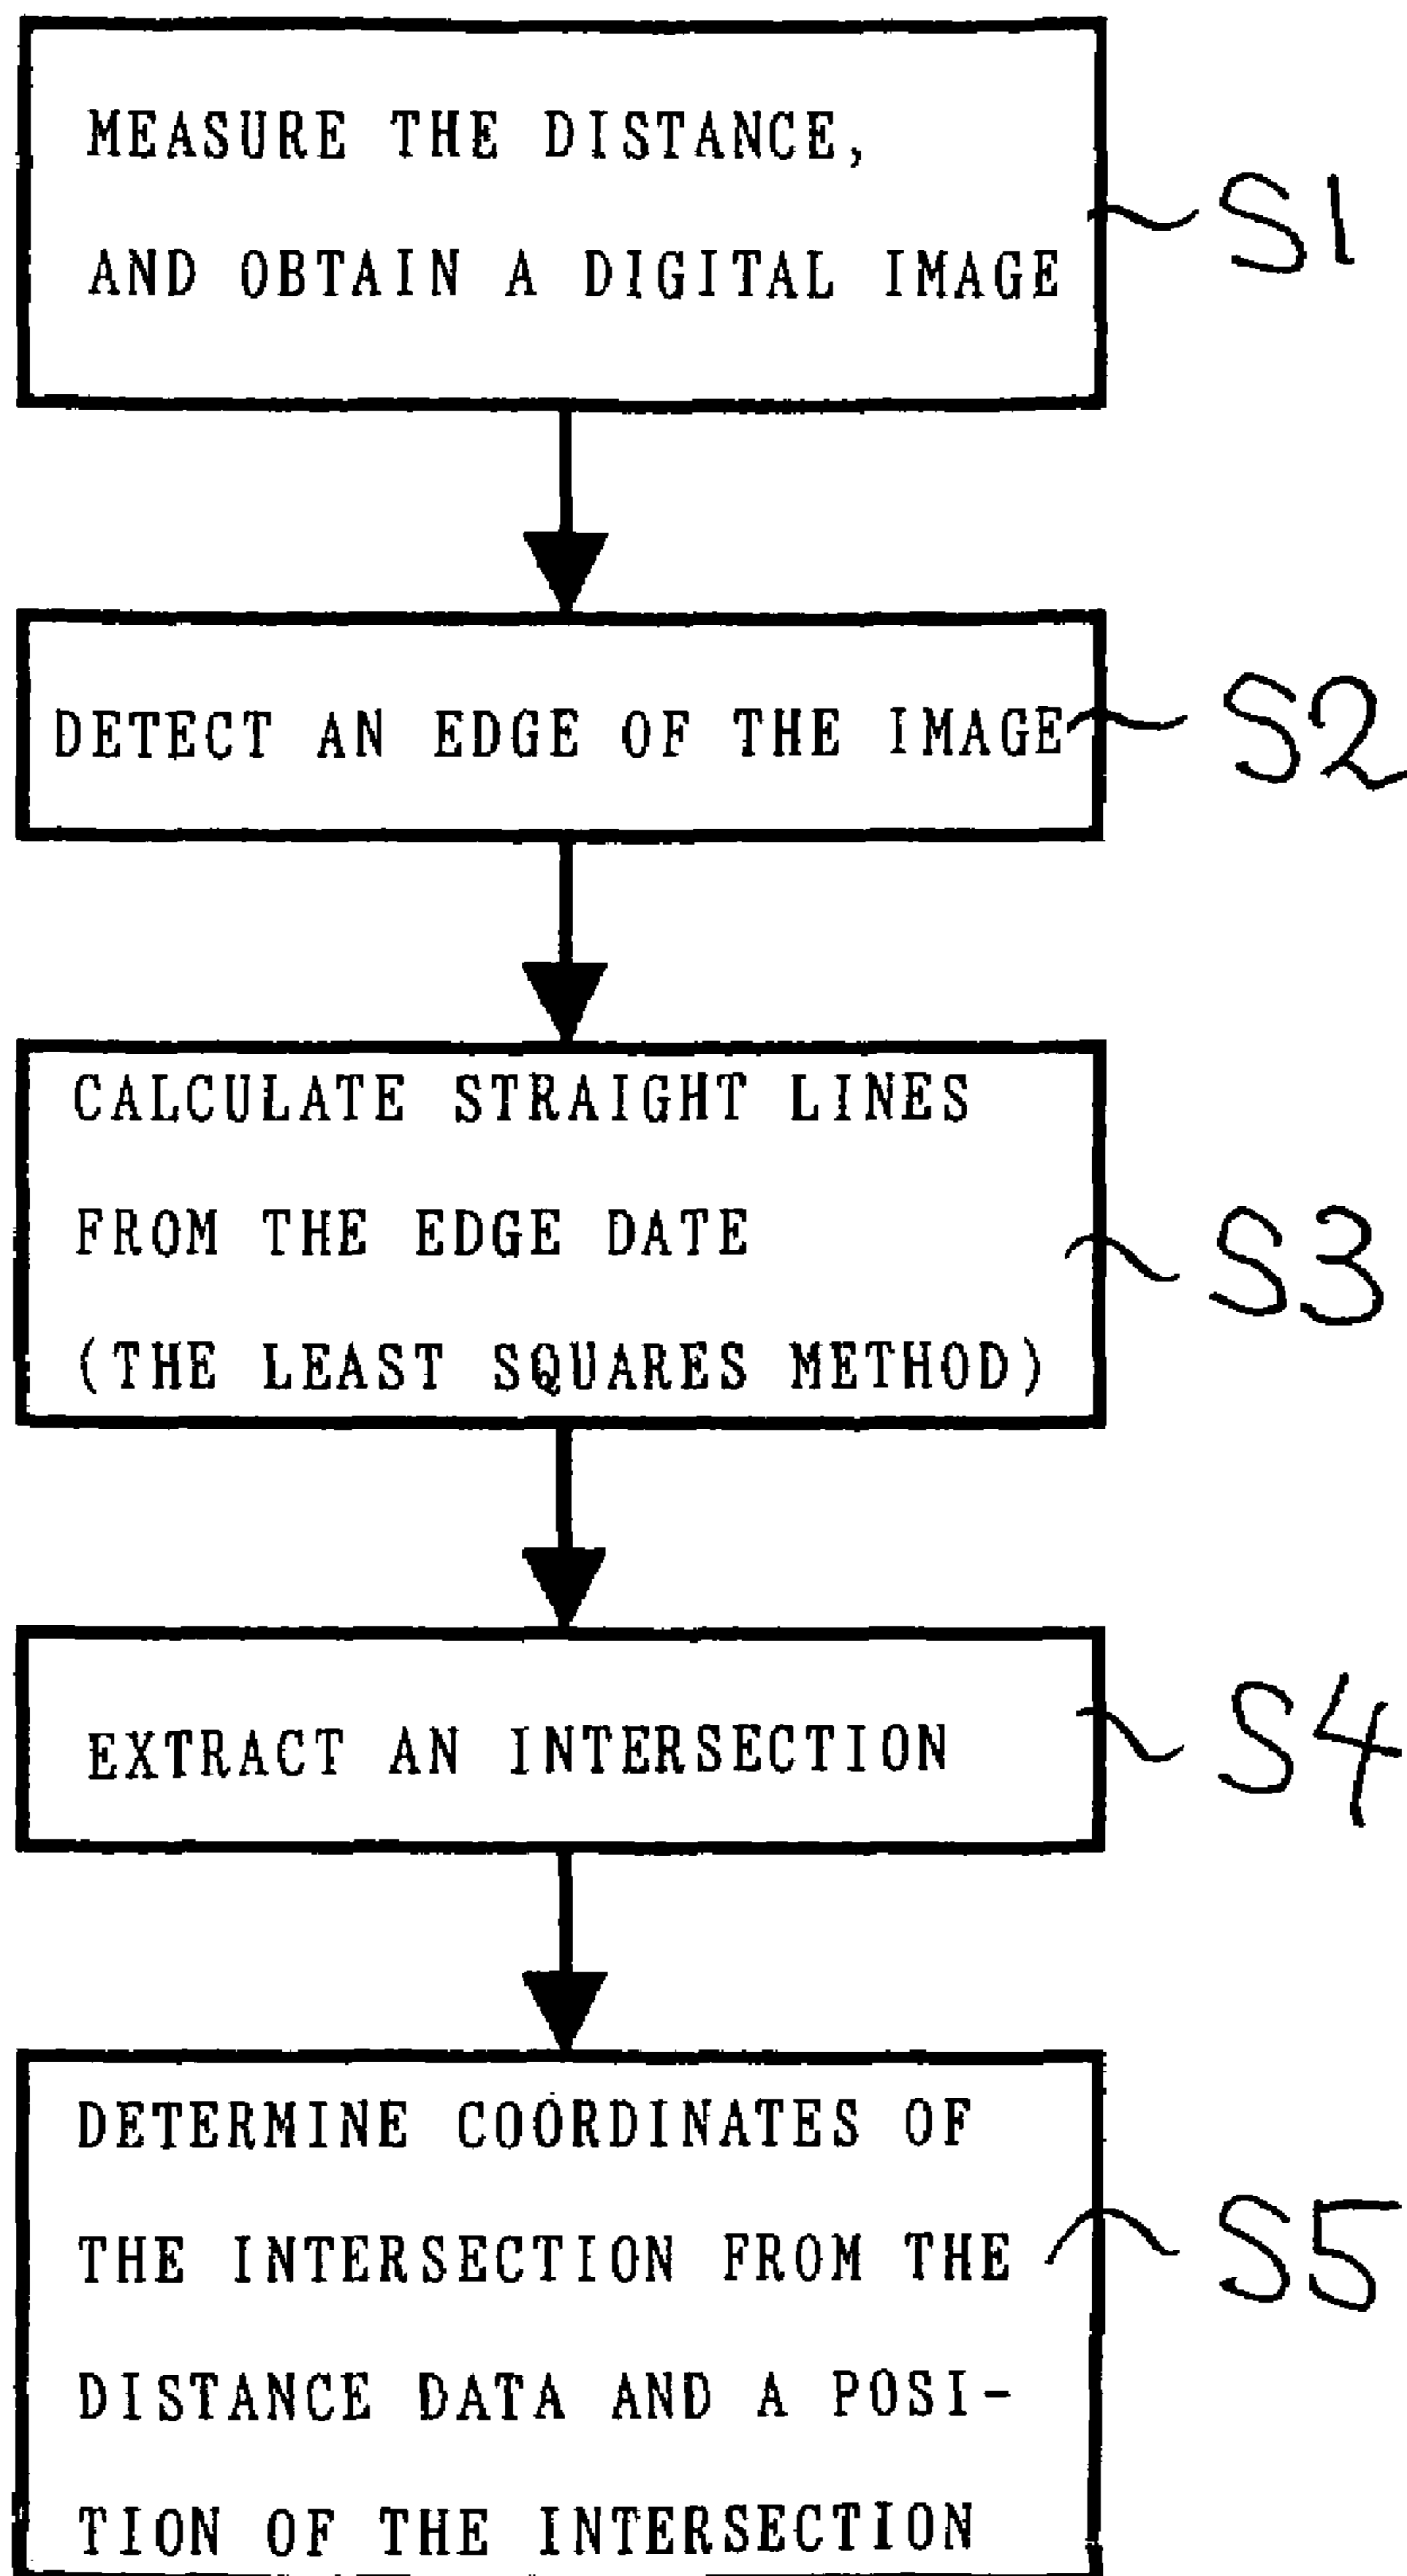 MEASURE THE DISTANCE,
AND OBTAIN A DIGITAL IMAGE
S1
DETECT AN EDGE OF THE IMAGE
S2
CALCULATE STRAIGHT LINES
FROM THE EDGE DATE
(THE LEAST SQUARES METHOD)
S3
EXTRACT AN INTERSECTION
S4
DETERMINE COORDINATES OF
THE INTERSECTION FROM THE
DISTANCE DATA AND A POSI-
TION OF THE INTERSECTION
S5